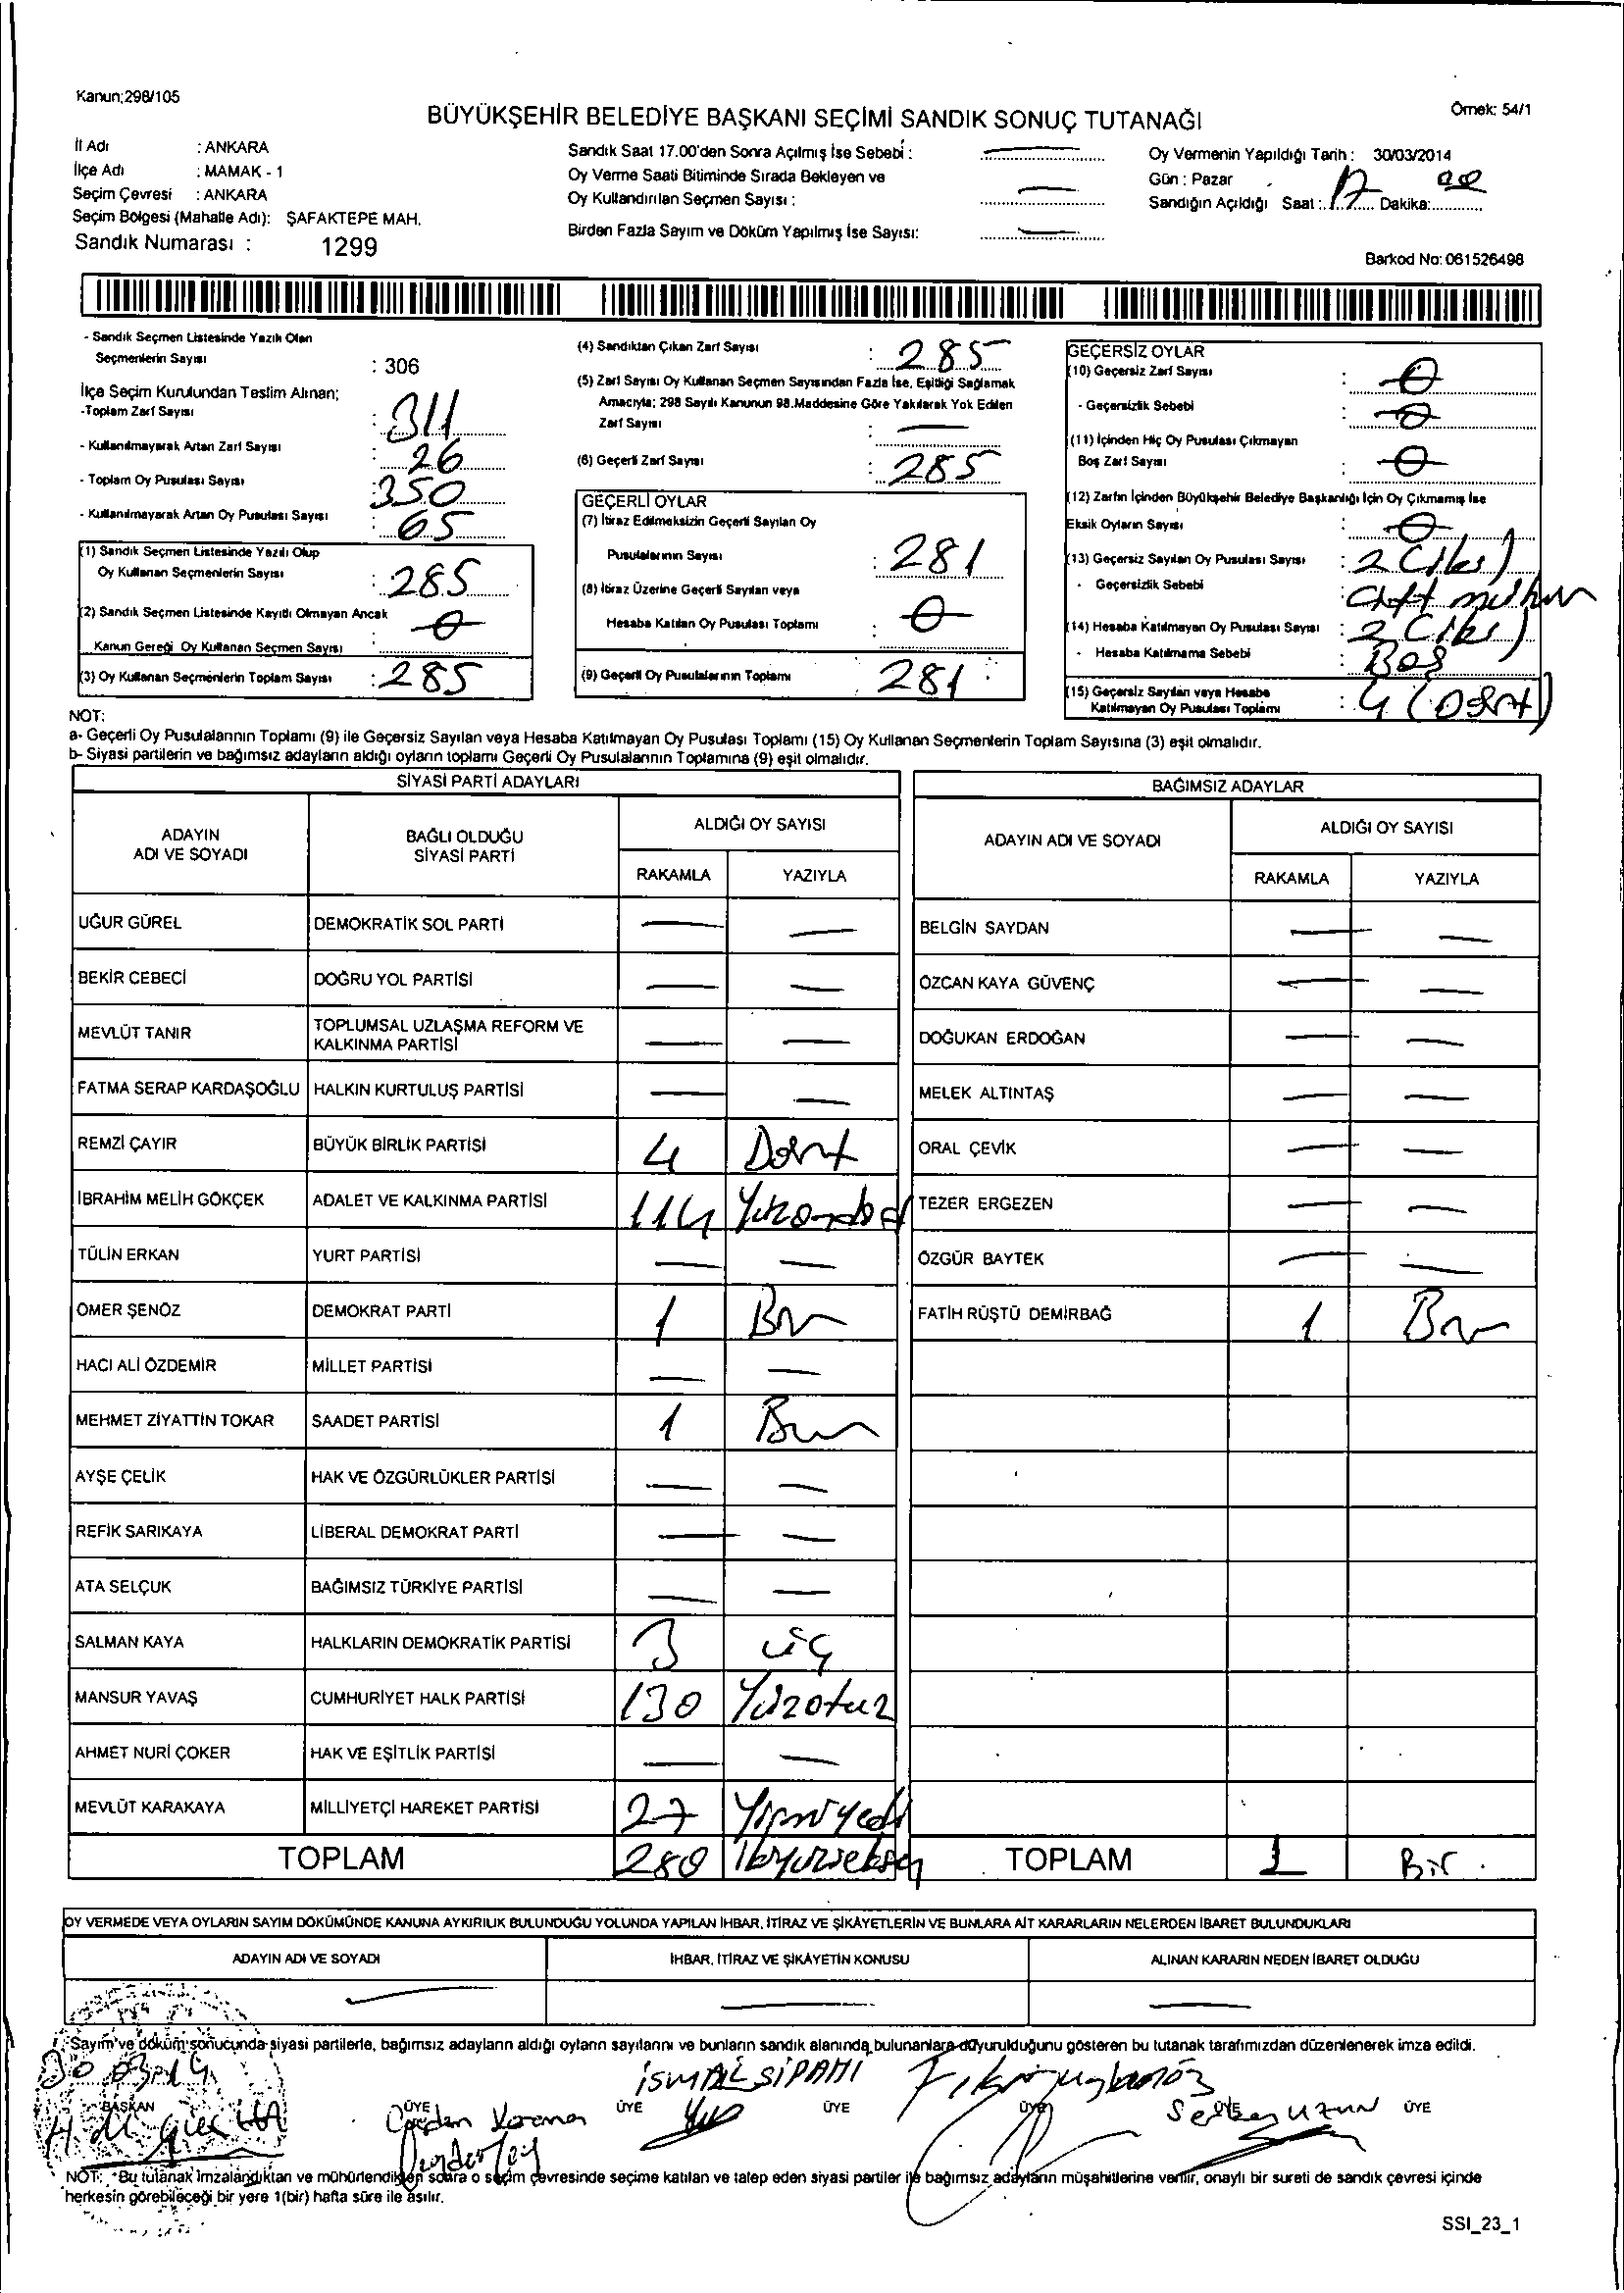 Kanun;298/105
Örnek: 54/1
BÜYÜKŞEHİR BELEDİYE BAŞKANI SEÇİMİ SANDIK SONUÇ TUTANAĞI
İl Adı : ANKARA
İlçe Adı : MAMAK - 1
Seçim Çevresi : ANKARA
Seçim Bölgesi (Mahalle Adı): ŞAFAKTEPE MAH.
Sandık Numarası : 1299
Sandık Saat 17.00'den Sonra Açılmış İse Sebebi :
Oy Verme Saati Bitiminde Sırada Bekleyen ve
Oy Kullandırılan Seçmen Sayısı :
Birden Fazla Sayım ve Döküm Yapılmış İse Sayısı:
Oy Vermenin Yapıldığı Tarih : 30/03/2014
Gün : Pazar
Sandığın Açıldığı Saat : 17 Dakika: 00
Barkod No: 061526498
- Sandık Seçmen Listesinde Yazılı Olan
Seçmenlerin Sayısı : 306
İlçe Seçim Kurulundan Teslim Alınan;
-Toplam Zarf Sayısı : 311
- Kullanılmayarak Artan Zarf Sayısı : 26
- Toplam Oy Pusulası Sayısı : 350
- Kullanılmayarak Artan Oy Pusulası Sayısı : 65
(1) Sandık Seçmen Listesinde Yazılı Olup
Oy Kullanan Seçmenlerin Sayısı : 285
(2) Sandık Seçmen Listesinde Kayıtlı Olmayan Ancak
Kanun Gereği Oy Kullanan Seçmen Sayısı : 0
(3) Oy Kullanan Seçmenlerin Toplam Sayısı : 285
(4) Sandıktan Çıkan Zarf Sayısı : 285
(5) Zarf Sayısı Oy Kullanan Seçmen Sayısından Fazla İse, Eşitliği Sağlamak
Amacıyla; 298 Sayılı Kanunun 98.Maddesine Göre Yakılarak Yok Edilen
Zarf Sayısı :
(6) Geçerli Zarf Sayısı : 285
GEÇERLİ OYLAR
(7) İtiraz Edilmeksizin Geçerli Sayılan Oy
Pusulalarının Sayısı : 281
(8) İtiraz Üzerine Geçerli Sayılan veya
Hesaba Katılan Oy Pusulası Toplamı : 0
(9) Geçerli Oy Pusulalarının Toplamı 281
GEÇERSİZ OYLAR
(10) Geçersiz Zarf Sayısı : 0
- Geçersizlik Sebebi : 0
(11) İçinden Hiç Oy Pusulası Çıkmayan
Boş Zarf Sayısı : 0
(12) Zarfın İçinden Büyükşehir Belediye Başkanlığı İçin Oy Çıkmamış İse
Eksik Oyların Sayısı : 0
(13) Geçersiz Sayılan Oy Pusulası Sayısı : 2 (iki)
- Geçersizlik Sebebi : Çift mühür
(14) Hesaba Katılmayan Oy Pusulası Sayısı : 2 (iki)
- Hesaba Katılmama Sebebi : Boş
(15) Geçersiz Sayılan veya Hesaba
Katılmayan Oy Pusulası Toplamı : 4 (Dört)
NOT:
a- Geçerli Oy Pusulalarının Toplamı (9) ile Geçersiz Sayılan veya Hesaba Katılmayan Oy Pusulası Toplamı (15) Oy Kullanan Seçmenlerin Toplam Sayısına (3) eşit olmalıdır.
b- Siyasi partilerin ve bağımsız adayların aldığı oyların toplamı Geçerli Oy Pusulalarının Toplamına (9) eşit olmalıdır.
SİYASİ PARTİ ADAYLARI
ADAYIN ADI VE SOYADI BAĞLI OLDUĞU SİYASİ PARTİ ALDIĞI OY SAYISI
RAKAMLA YAZIYLA
UĞUR GÜREL DEMOKRATİK SOL PARTİ
BEKİR CEBECİ DOĞRU YOL PARTİSİ
MEVLÜT TANIR TOPLUMSAL UZLAŞMA REFORM VE KALKINMA PARTİSİ
FATMA SERAP KARDAŞOĞLU HALKIN KURTULUŞ PARTİSİ
REMZİ ÇAYIR BÜYÜK BİRLİK PARTİSİ 4 Dört
İBRAHİM MELİH GÖKÇEK ADALET VE KALKINMA PARTİSİ 114 Yüzondört
TÜLİN ERKAN YURT PARTİSİ
ÖMER ŞENÖZ DEMOKRAT PARTİ 1 Bir
HACI ALİ ÖZDEMİR MİLLET PARTİSİ
MEHMET ZİYATTİN TOKAR SAADET PARTİSİ 1 Bir
AYŞE ÇELİK HAK VE ÖZGÜRLÜKLER PARTİSİ
REFİK SARIKAYA LİBERAL DEMOKRAT PARTİ
ATA SELÇUK BAĞIMSIZ TÜRKİYE PARTİSİ
SALMAN KAYA HALKLARIN DEMOKRATİK PARTİSİ 3 üç
MANSUR YAVAŞ CUMHURİYET HALK PARTİSİ 130 Yüzotuz
AHMET NURİ ÇOKER HAK VE EŞİTLİK PARTİSİ
MEVLÜT KARAKAYA MİLLİYETÇİ HAREKET PARTİSİ 27 Yirmiyedi
TOPLAM 280 İkiyüzseksen
BAĞIMSIZ ADAYLAR
ADAYIN ADI VE SOYADI ALDIĞI OY SAYISI
RAKAMLA YAZIYLA
BELGİN SAYDAN
ÖZCAN KAYA GÜVENÇ
DOĞUKAN ERDOĞAN
MELEK ALTINTAŞ
ORAL ÇEVİK
TEZER ERGEZEN
ÖZGÜR BAYTEK
FATİH RÜŞTÜ DEMİRBAĞ 1 Bir
TOPLAM 1 Bir
OY VERMEDE VEYA OYLARIN SAYIM DÖKÜMÜNDE KANUNA AYKIRILIK BULUNDUĞU YOLUNDA YAPILAN İHBAR, İTİRAZ VE ŞİKÂYETLERİN VE BUNLARA AİT KARARLARIN NELERDEN İBARET BULUNDUKLARI
ADAYIN ADI VE SOYADI İHBAR, İTİRAZ VE ŞİKÂYETİN KONUSU ALINAN KARARIN NEDEN İBARET OLDUĞU
Sayım ve döküm sonucunda siyasi partilerle, bağımsız adayların aldığı oyların sayılarını ve bunların sandık alanında bulunanlara duyurulduğunu gösteren bu tutanak tarafımızdan düzenlenerek imza edildi.
İSMAİL SİPAHİ
BAŞKAN ÜYE ÜYE ÜYE ÜYE ÜYE ÜYE
NOT: *Bu tutanak imzalandıktan ve mühürlendikten sonra o seçim çevresinde seçime katılan ve talep eden siyasi partiler ile bağımsız adayların müşahitlerine verilir, onaylı bir sureti de sandık çevresi içinde
herkesin görebileceği bir yere 1(bir) hafta süre ile asılır.
SSI_23_1